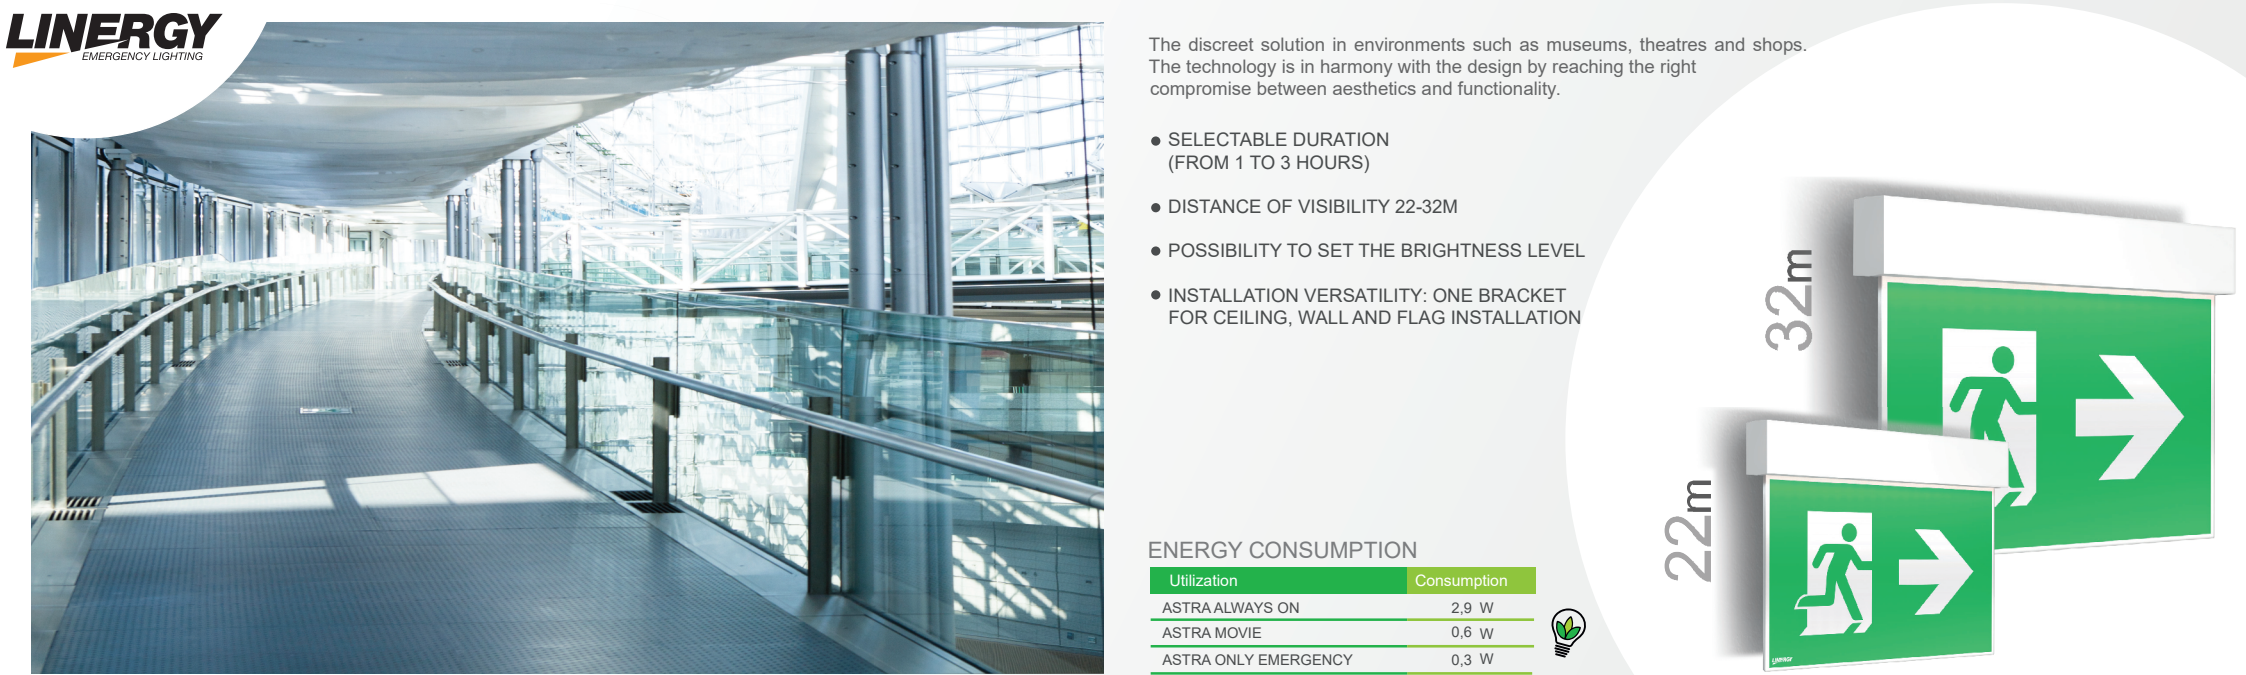 LINERGY
EMERGENCY LIGHTING
The discreet solution in environments such as museums, theatres and shops.
The technology is in harmony with the design by reaching the right
compromise between aesthetics and functionality.
● SELECTABLE DURATION
(FROM 1 TO 3 HOURS)
● DISTANCE OF VISIBILITY 22-32M
● POSSIBILITY TO SET THE BRIGHTNESS LEVEL
● INSTALLATION VERSATILITY: ONE BRACKET
FOR CEILING, WALL AND FLAG INSTALLATION
32m
22m
LINERGY
ENERGY CONSUMPTION
Utilization Consumption
ASTRA ALWAYS ON 2,9 W
ASTRA MOVIE 0,6 W
ASTRA ONLY EMERGENCY 0,3 W